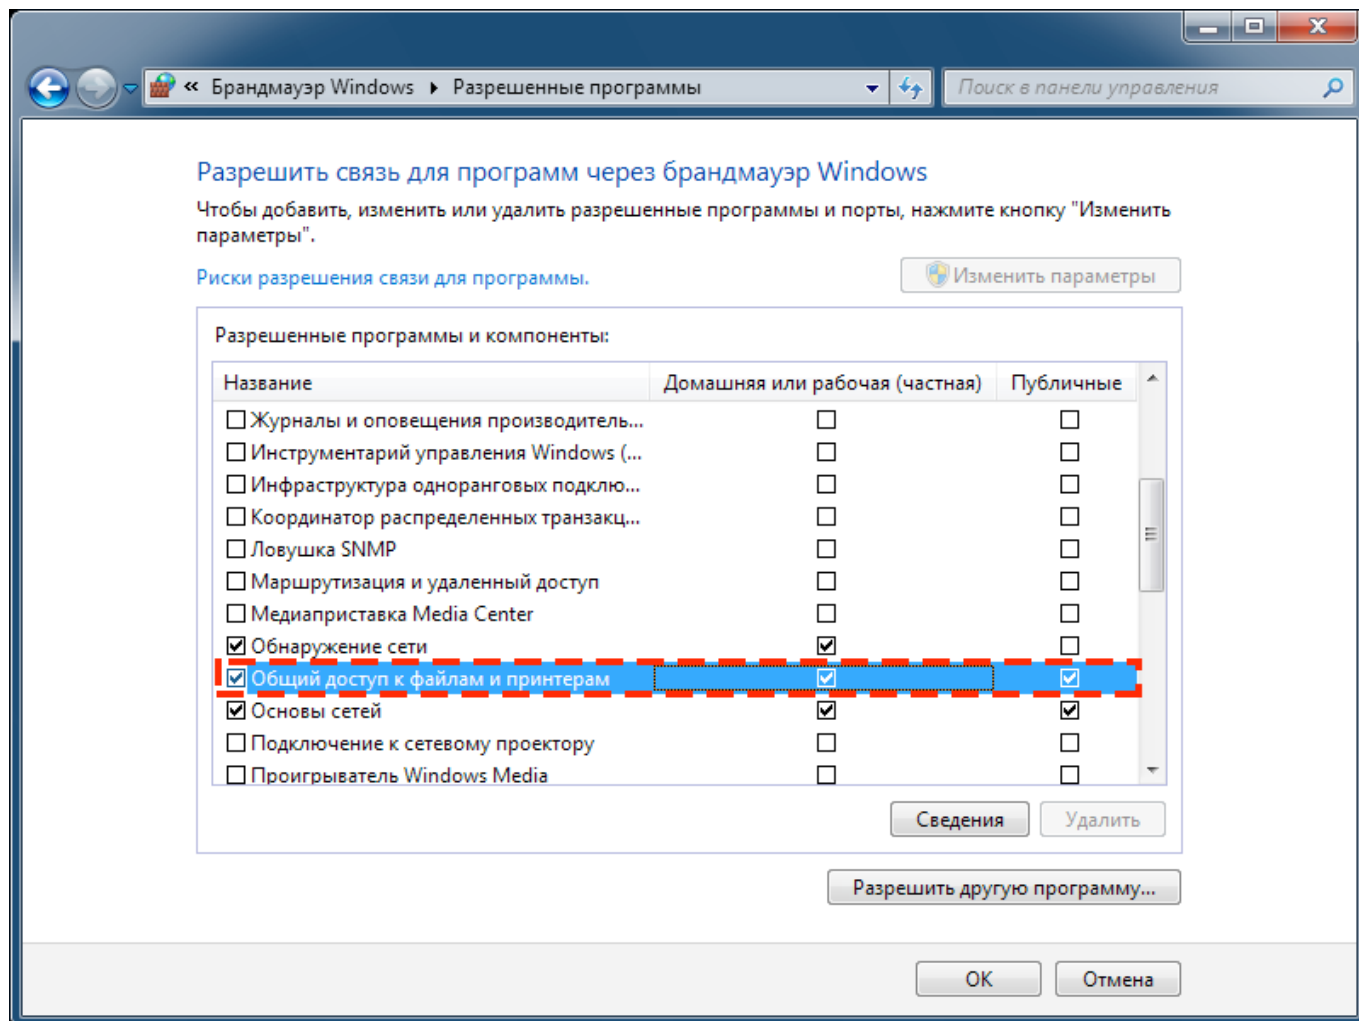 « Брандмауэр Windows Разрешенные программы
Поиск в панели управления
Разрешить связь для программ через брандмауэр Windows
Чтобы добавить, изменить или удалить разрешенные программы и порты, нажмите кнопку "Изменить
параметры".
Риски разрешения связи для программы.
Изменить параметры
Разрешенные программы и компоненты:
Название Домашняя или рабочая (частная) Публичные
Журналы и оповещения производитель...
Инструментарий управления Windows (...
Инфраструктура одноранговых подклю...
Координатор распределенных транзакц...
Ловушка SNMP
Маршрутизация и удаленный доступ
Медиаприставка Media Center
Обнаружение сети
Общий доступ к файлам и принтерам
Основы сетей
Подключение к сетевому проектору
Проигрыватель Windows Media
Сведения Удалить
Разрешить другую программу...
ОК Отмена